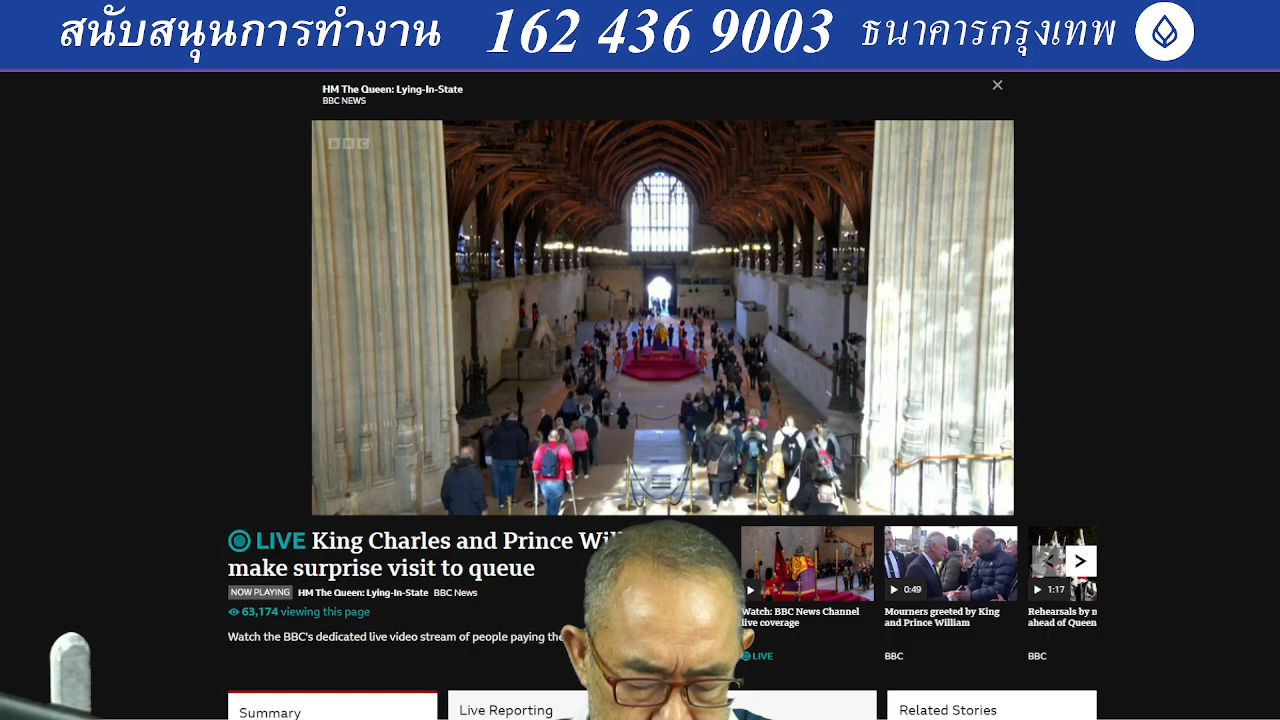 สนับสนุนการทำงาน 162 436 9003 ธนาคารกรุงเทพ
HM The Queen: Lying-In-State
BBC NEWS
BBC
LIVE King Charles and Prince Wil
make surprise visit to queue
NOW PLAYING HM The Queen: Lying-In-State BBC News
63,174 viewing this page
Watch the BBC's dedicated live video stream of people paying the
Watch: BBC News Channel
live coverage
LIVE
0:49
Mourners greeted by King
and Prince William
BBC
1:17
Rehearsals by
ahead of Queen
BBC
Summary
Live Reporting
Related Stories